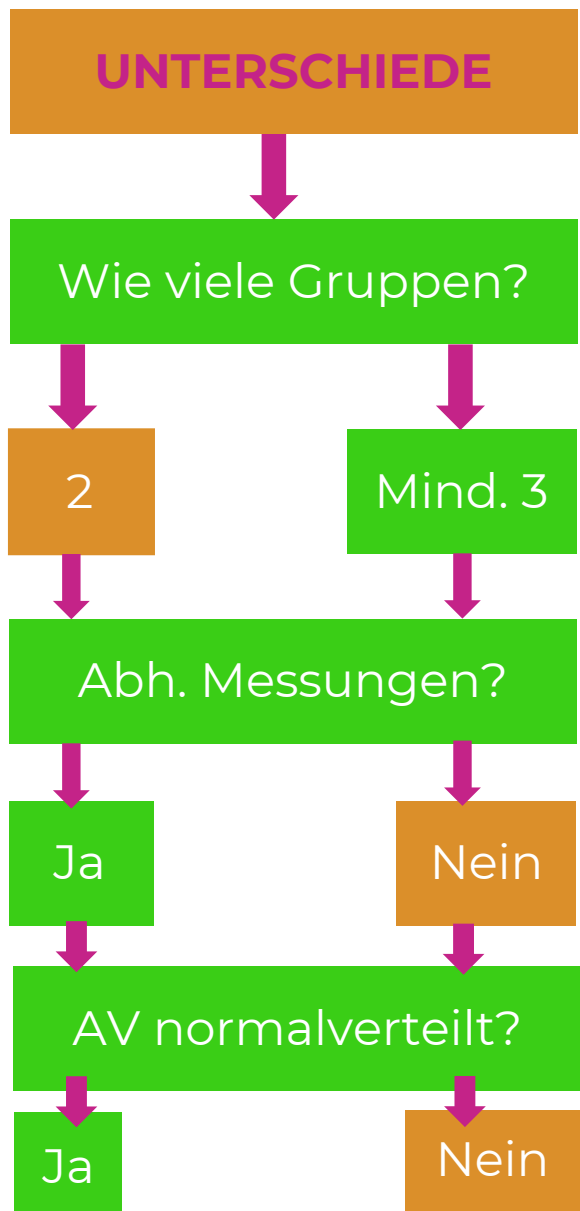 UNTERSCHIEDE
Wie viele Gruppen?
2
Mind. 3
Abh. Messungen?
Ja
Nein
AV normalverteilt?
Ja
Nein